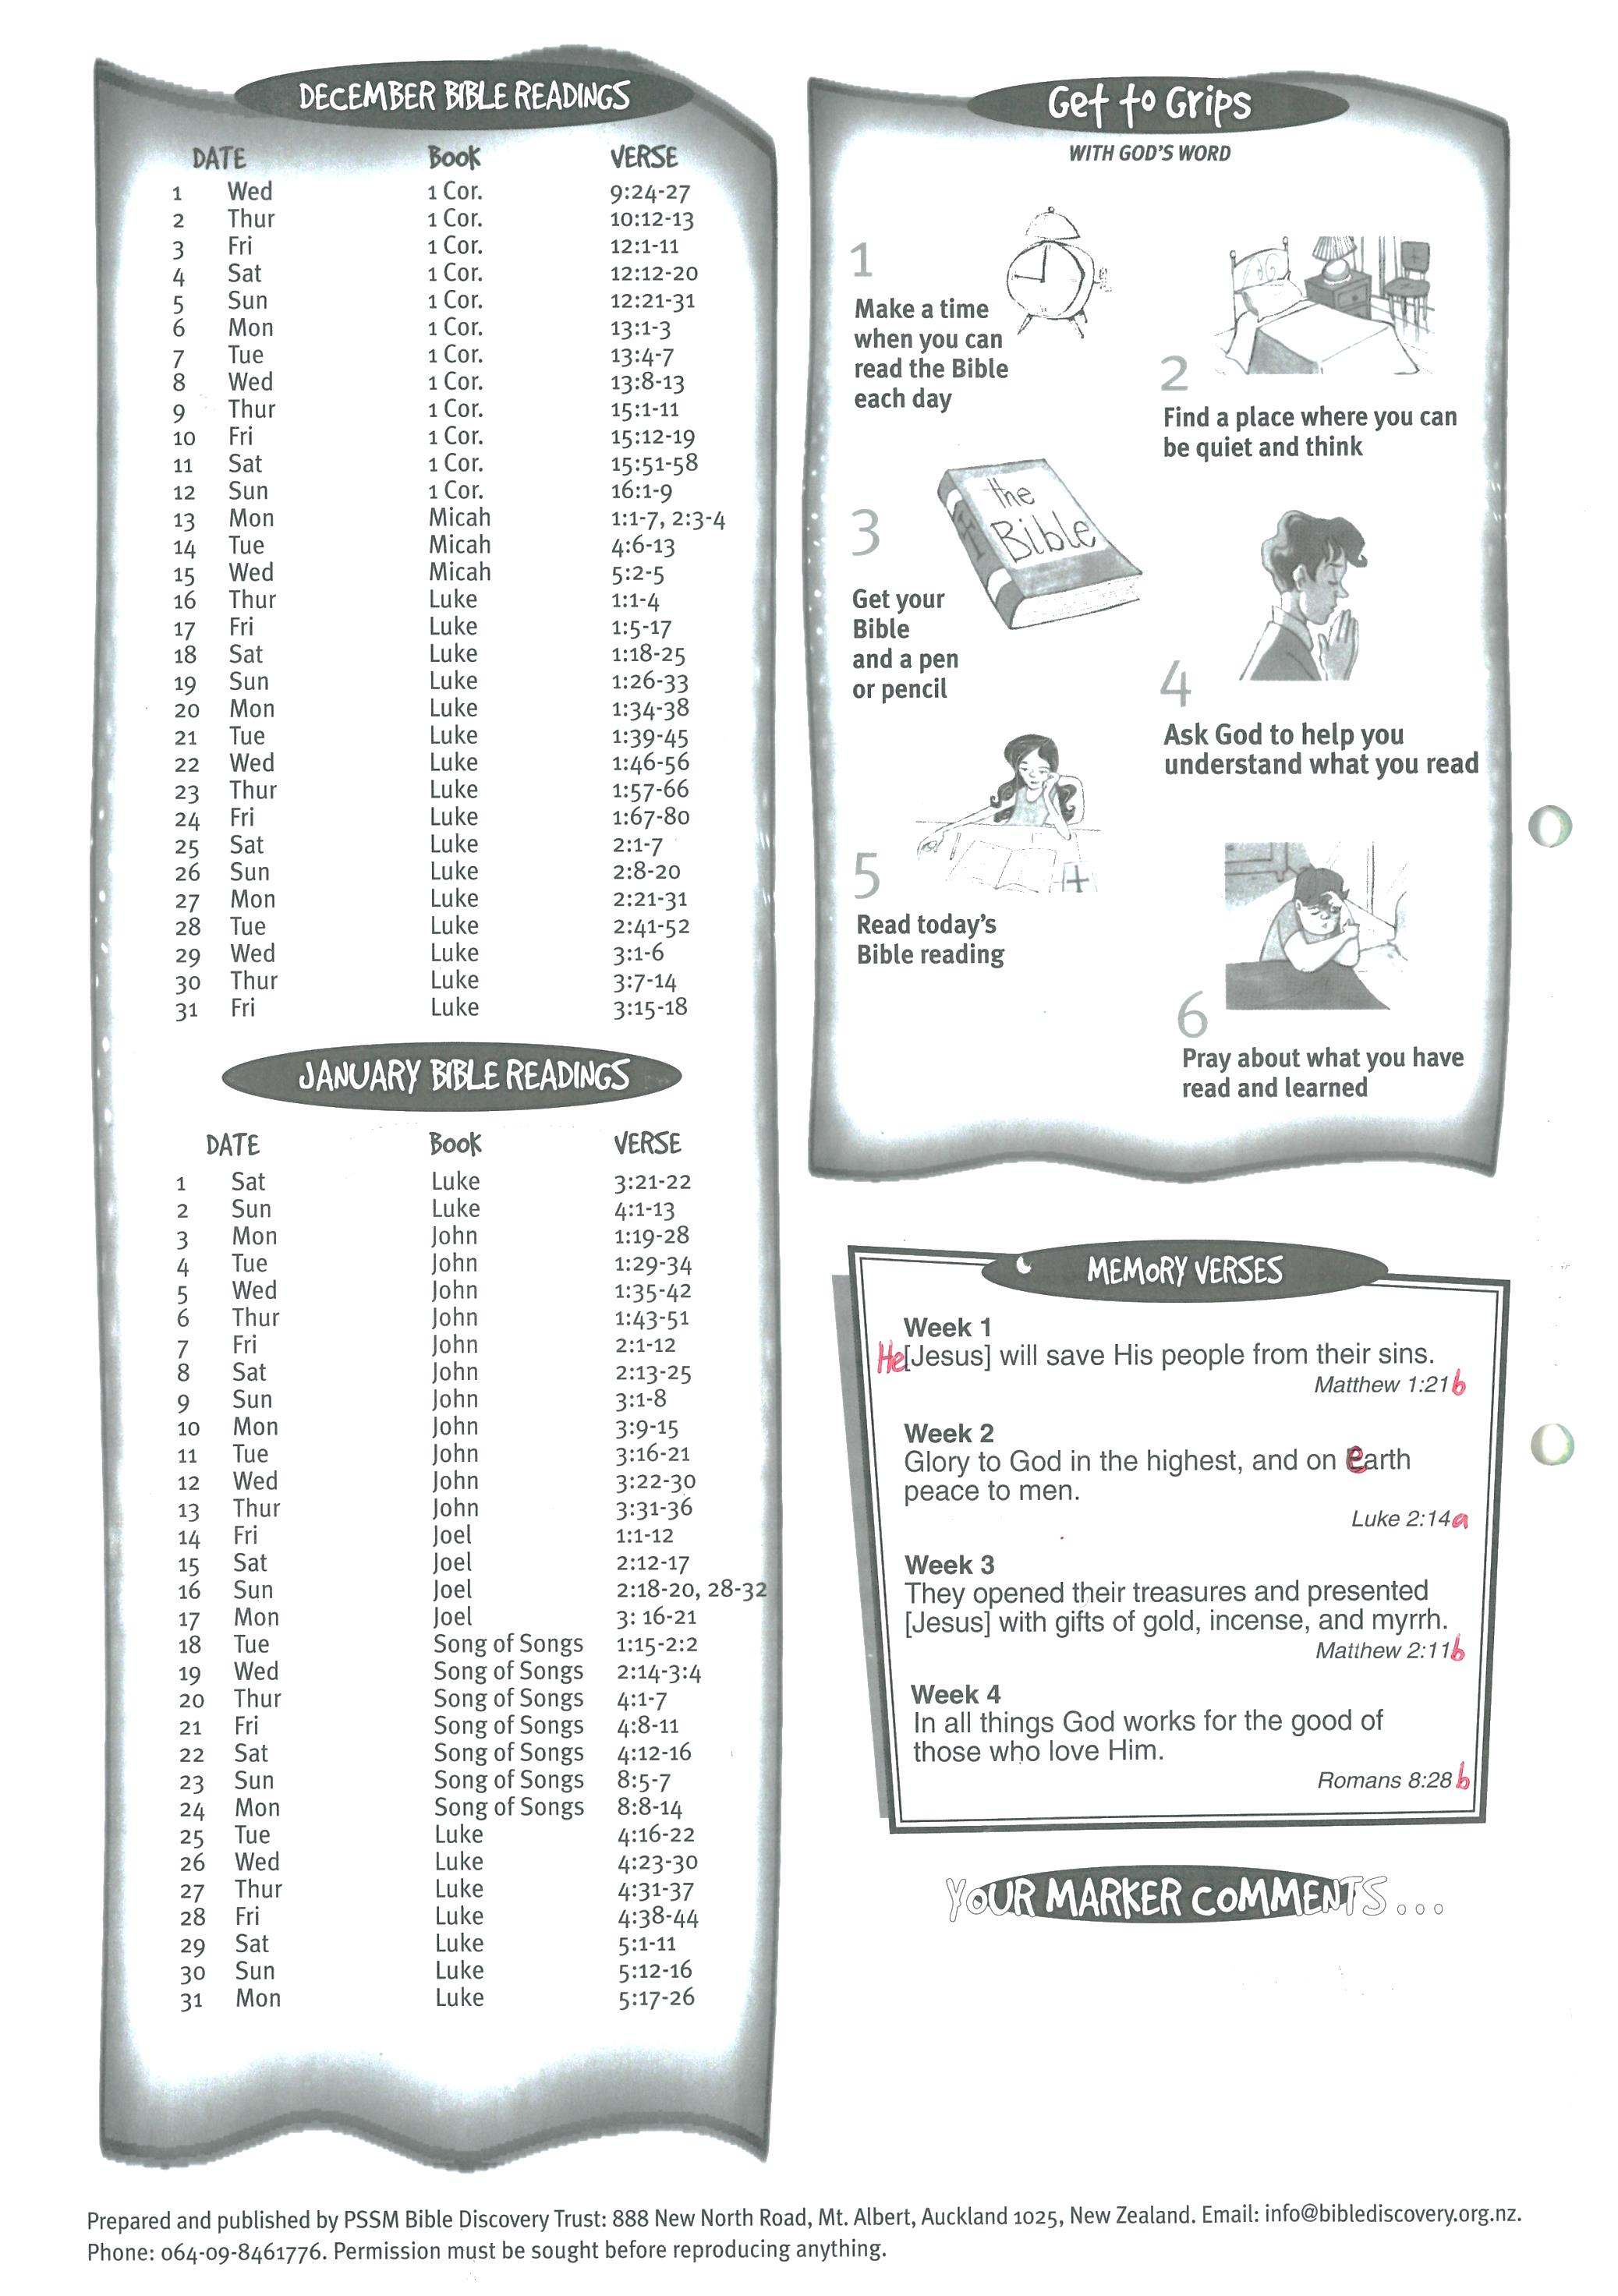 DECEMBER BIBLE READINGS
DATE Book VERSE
1 Wed 1 Cor. 9:24-27
2 Thur 1 Cor. 10:12-13
3 Fri 1 Cor. 12:1-11
4 Sat 1 Cor. 12:12-20
5 Sun 1 Cor. 12:21-31
6 Mon 1 Cor. 13:1-3
7 Tue 1 Cor. 13:4-7
8 Wed 1 Cor. 13:8-13
9 Thur 1 Cor. 15:1-11
10 Fri 1 Cor. 15:12-19
11 Sat 1 Cor. 15:51-58
12 Sun 1 Cor. 16:1-9
13 Mon Micah 1:1-7, 2:3-4
14 Tue Micah 4:6-13
15 Wed Micah 5:2-5
16 Thur Luke 1:1-4
17 Fri Luke 1:5-17
18 Sat Luke 1:18-25
19 Sun Luke 1:26-33
20 Mon Luke 1:34-38
21 Tue Luke 1:39-45
22 Wed Luke 1:46-56
23 Thur Luke 1:57-66
24 Fri Luke 1:67-80
25 Sat Luke 2:1-7
26 Sun Luke 2:8-20
27 Mon Luke 2:21-31
28 Tue Luke 2:41-52
29 Wed Luke 3:1-6
30 Thur Luke 3:7-14
31 Fri Luke 3:15-18
JANUARY BIBLE READINGS
DATE Book VERSE
1 Sat Luke 3:21-22
2 Sun Luke 4:1-13
3 Mon John 1:19-28
4 Tue John 1:29-34
5 Wed John 1:35-42
6 Thur John 1:43-51
7 Fri John 2:1-12
8 Sat John 2:13-25
9 Sun John 3:1-8
10 Mon John 3:9-15
11 Tue John 3:16-21
12 Wed John 3:22-30
13 Thur John 3:31-36
14 Fri Joel 1:1-12
15 Sat Joel 2:12-17
16 Sun Joel 2:18-20, 28-32
17 Mon Joel 3: 16-21
18 Tue Song of Songs 1:15-2:2
19 Wed Song of Songs 2:14-3:4
20 Thur Song of Songs 4:1-7
21 Fri Song of Songs 4:8-11
22 Sat Song of Songs 4:12-16
23 Sun Song of Songs 8:5-7
24 Mon Song of Songs 8:8-14
25 Tue Luke 4:16-22
26 Wed Luke 4:23-30
27 Thur Luke 4:31-37
28 Fri Luke 4:38-44
29 Sat Luke 5:1-11
30 Sun Luke 5:12-16
31 Mon Luke 5:17-26
Get to Grips
WITH GOD'S WORD
1
Make a time
when you can
read the Bible
each day
2
Find a place where you can
be quiet and think
the
Bible
3
Get your
Bible
and a pen
or pencil
4
Ask God to help you
understand what you read
5
Read today's
Bible reading
6
Pray about what you have
read and learned
MEMORY VERSES
Week 1
He [Jesus] will save His people from their sins.
Matthew 1:21b
Week 2
Glory to God in the highest, and on earth
peace to men.
Luke 2:14a
Week 3
They opened their treasures and presented
[Jesus] with gifts of gold, incense, and myrrh.
Matthew 2:11b
Week 4
In all things God works for the good of
those who love Him.
Romans 8:28b
YOUR MARKER COMMENTS...
Prepared and published by PSSM Bible Discovery Trust: 888 New North Road, Mt. Albert, Auckland 1025, New Zealand. Email: info@biblediscovery.org.nz.
Phone: 064-09-8461776. Permission must be sought before reproducing anything.